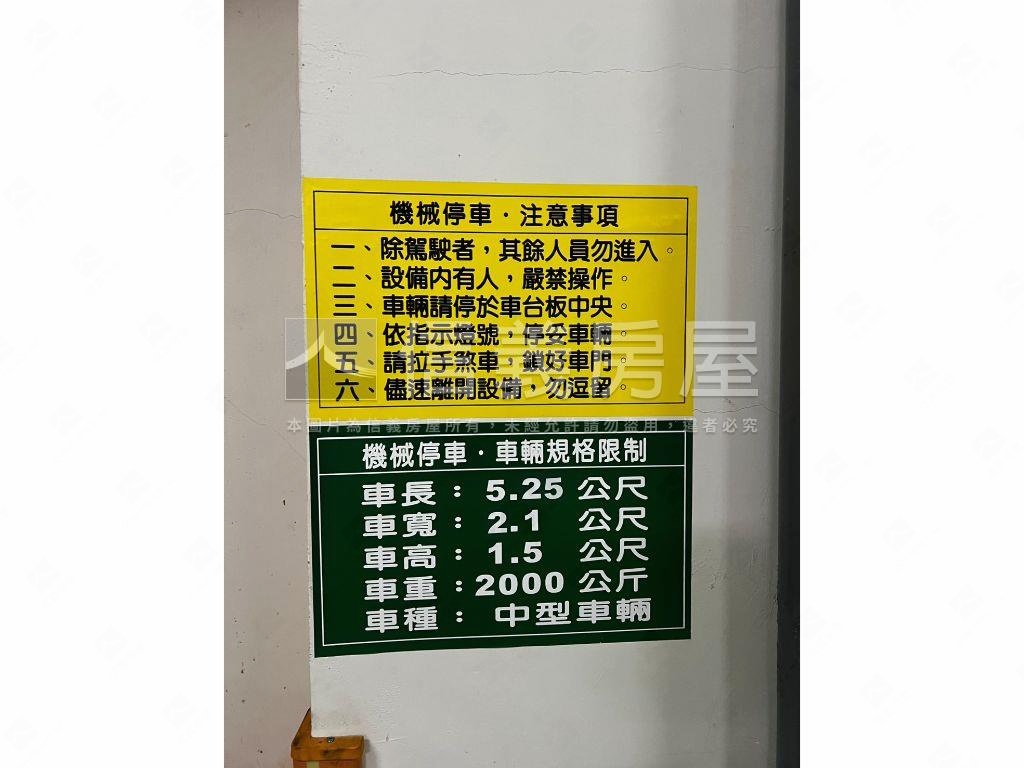 機械停車・注意事項
一、除駕駛者，其餘人員勿進入。
二、設備内有人，嚴禁操作。
三、車輛請停於車台板中央。
四、依指示燈號，停妥車輛。
五、請拉手煞車，鎖好車門。
六、儘速離開設備，勿逗留。
信義房屋
本圖片為信義房屋所有，未經允許請勿盜用，違者必究
機械停車・車輛規格限制
車長：5.25 公尺
車寬：2.1 公尺
車高：1.5 公尺
車重：2000 公斤
車種：中型車輛